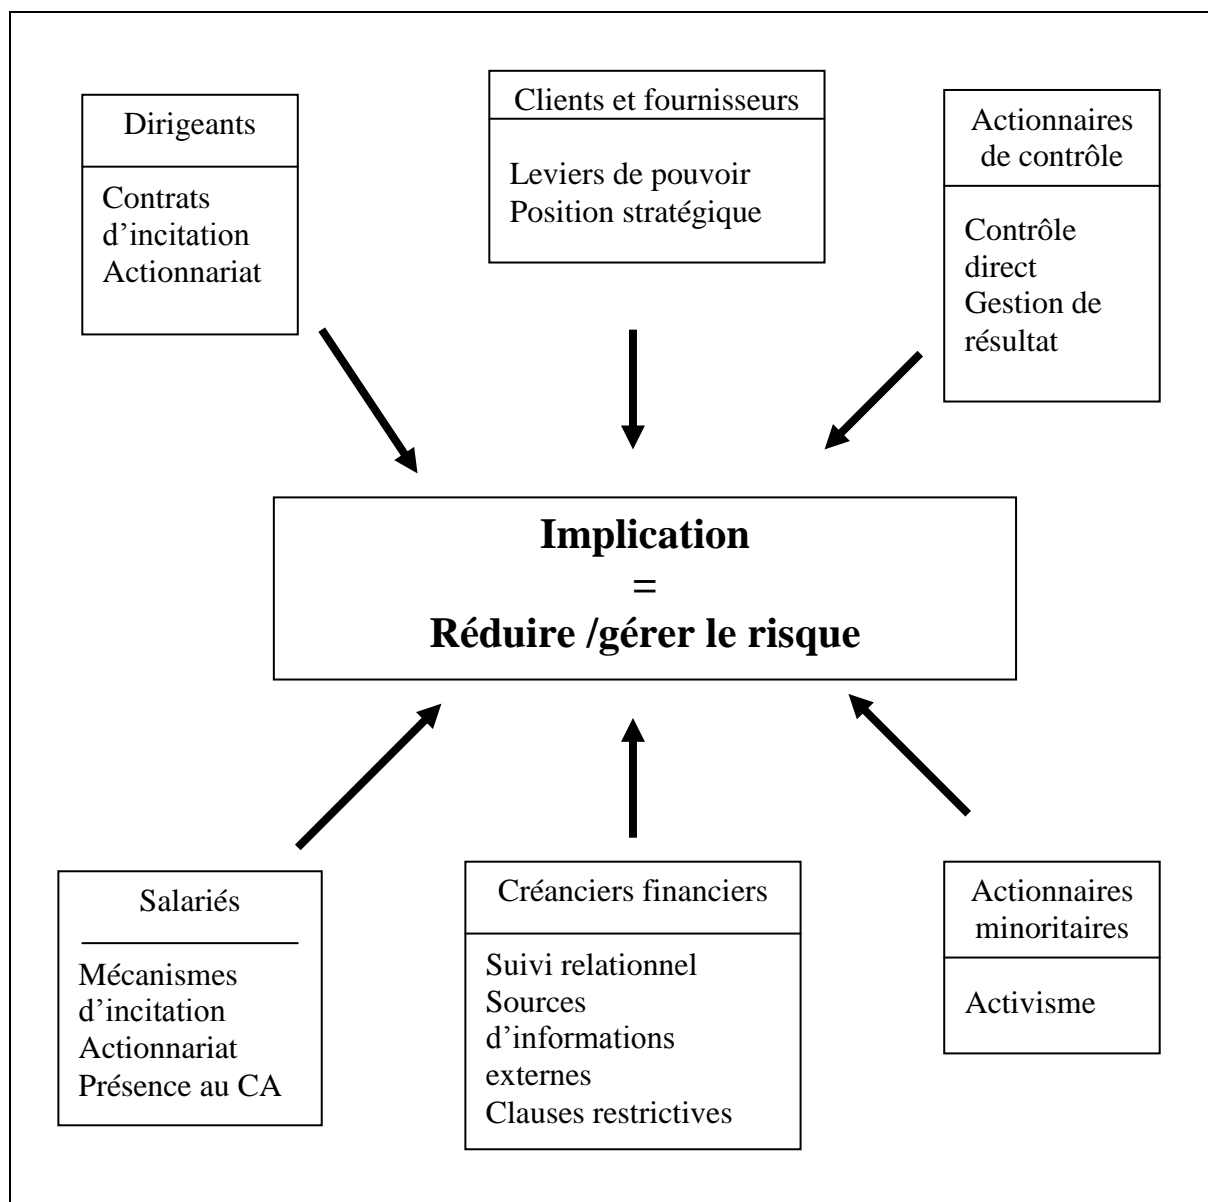 Dirigeants
Contrats
d’incitation
Actionnariat
Clients et fournisseurs
Leviers de pouvoir
Position stratégique
Actionnaires
de contrôle
Contrôle
direct
Gestion de
résultat
Implication
=
Réduire /gérer le risque
Salariés
Mécanismes
d’incitation
Actionnariat
Présence au CA
Créanciers financiers
Suivi relationnel
Sources
d’informations
externes
Clauses restrictives
Actionnaires
minoritaires
Activisme